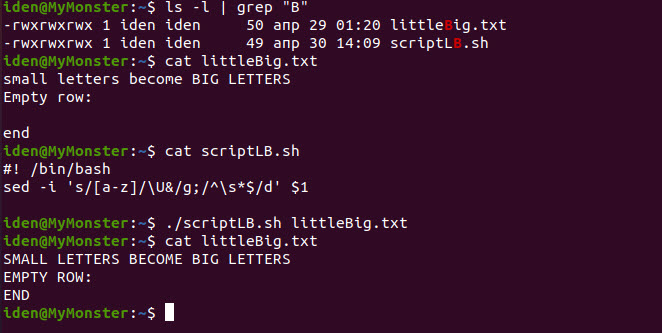 iden@MyMonster:~$ ls -l | grep "B"
-rwxrwxrwx 1 iden iden     50 апр 29 01:20 littleBig.txt
-rwxrwxrwx 1 iden iden     49 апр 30 14:09 scriptLB.sh
iden@MyMonster:~$ cat littleBig.txt
small letters become BIG LETTERS
Empty row:

end
iden@MyMonster:~$ cat scriptLB.sh
#! /bin/bash
sed -i 's/[a-z]/\U&/g;/^\s*$/d' $1

iden@MyMonster:~$ ./scriptLB.sh littleBig.txt
iden@MyMonster:~$ cat littleBig.txt
SMALL LETTERS BECOME BIG LETTERS
EMPTY ROW:
END
iden@MyMonster:~$